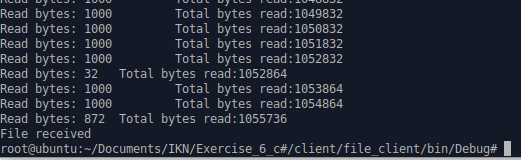 Read bytes: 1000        Total bytes read:1048832
Read bytes: 1000        Total bytes read:1049832
Read bytes: 1000        Total bytes read:1050832
Read bytes: 1000        Total bytes read:1051832
Read bytes: 1000        Total bytes read:1052832
Read bytes: 32  Total bytes read:1052864
Read bytes: 1000        Total bytes read:1053864
Read bytes: 1000        Total bytes read:1054864
Read bytes: 872 Total bytes read:1055736
File received
root@ubuntu:~/Documents/IKN/Exercise_6_c#/client/file_client/bin/Debug#